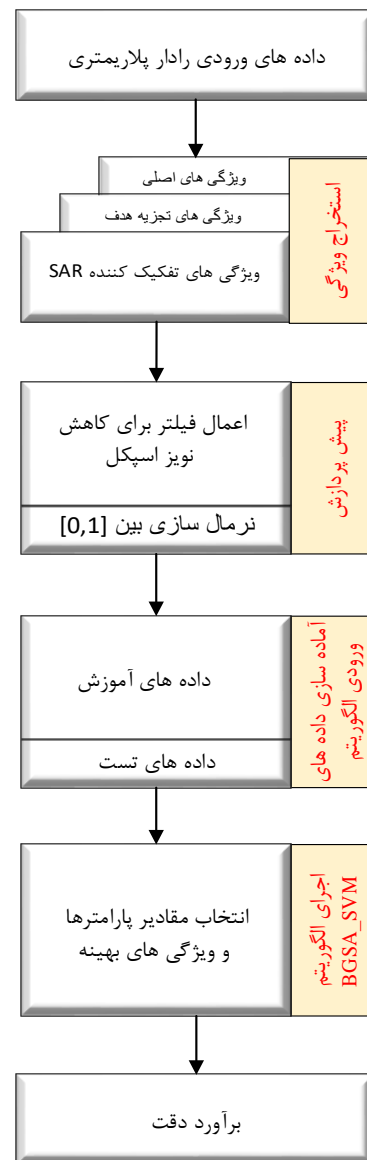 داده های ورودی رادار پلاریمتری
ویژگی های اصلی
ویژگی های تجزیه هدف
ویژگی های تفکیک کننده SAR
استخراج ویژگی
اعمال فیلتر برای کاهش
نویز اسپکل
نرمال سازی بین [0,1]
پیش پردازش
داده های آموزش
داده های تست
آماده سازی داده های
ورودی الگوریتم
انتخاب مقادیر پارامترها
و ویژگی های بهینه
اجرای الگوریتم
BGSA_SVM
برآورد دقت